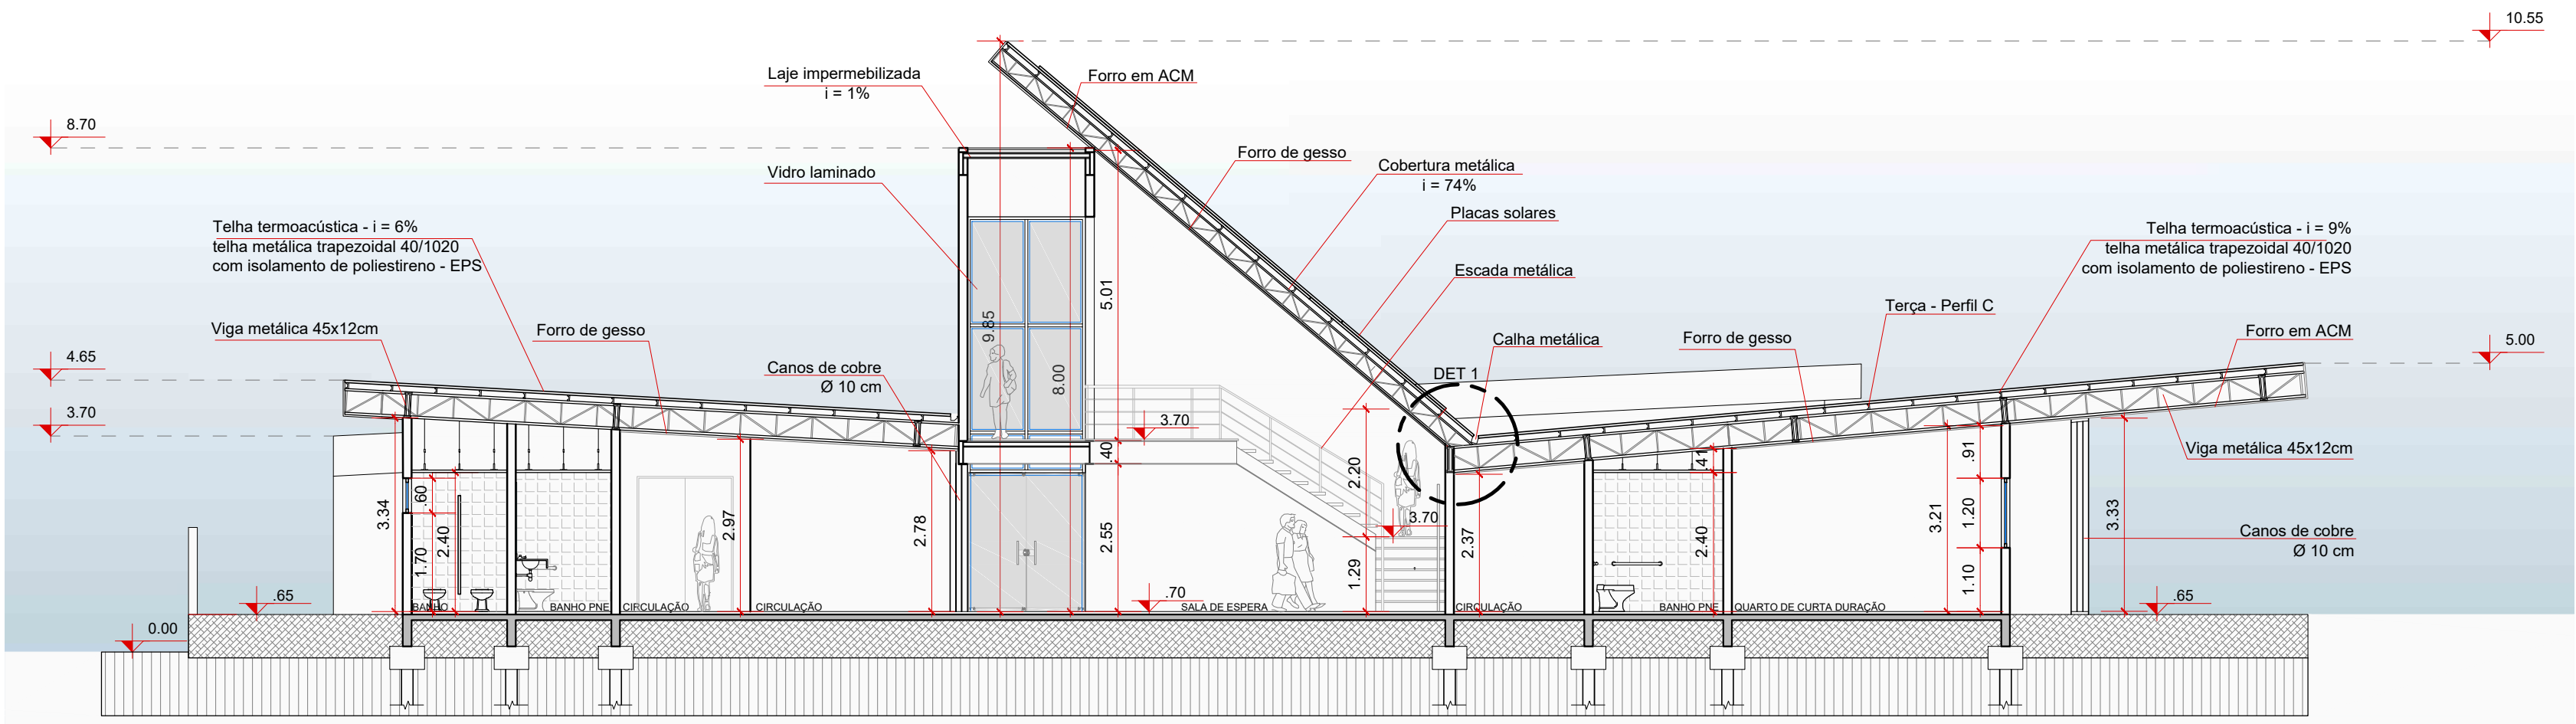 10.55
Laje impermebilizada
i = 1%
Forro em ACM
8.70
Forro de gesso
Cobertura metálica
i = 74%
Vidro laminado
Placas solares
Telha termoacústica - i = 6%
telha metálica trapezoidal 40/1020
com isolamento de poliestireno - EPS
Telha termoacústica - i = 9%
telha metálica trapezoidal 40/1020
com isolamento de poliestireno - EPS
Escada metálica
5.01
9.85
8.00
Terça - Perfil C
Viga metálica 45x12cm
Forro de gesso
Calha metálica
Forro de gesso
Forro em ACM
5.00
4.65
Canos de cobre
Ø 10 cm
DET 1
3.70
3.70
.40
2.20
.41
.91
Viga metálica 45x12cm
3.34
.60
2.40
1.70
2.97
2.78
2.55
3.70
1.29
2.37
2.40
3.21
1.20
1.10
3.33
Canos de cobre
Ø 10 cm
.65
.70
.65
BANHO
BANHO PNE
CIRCULAÇÃO
CIRCULAÇÃO
SALA DE ESPERA
CIRCULAÇÃO
BANHO PNE
QUARTO DE CURTA DURAÇÃO
0.00